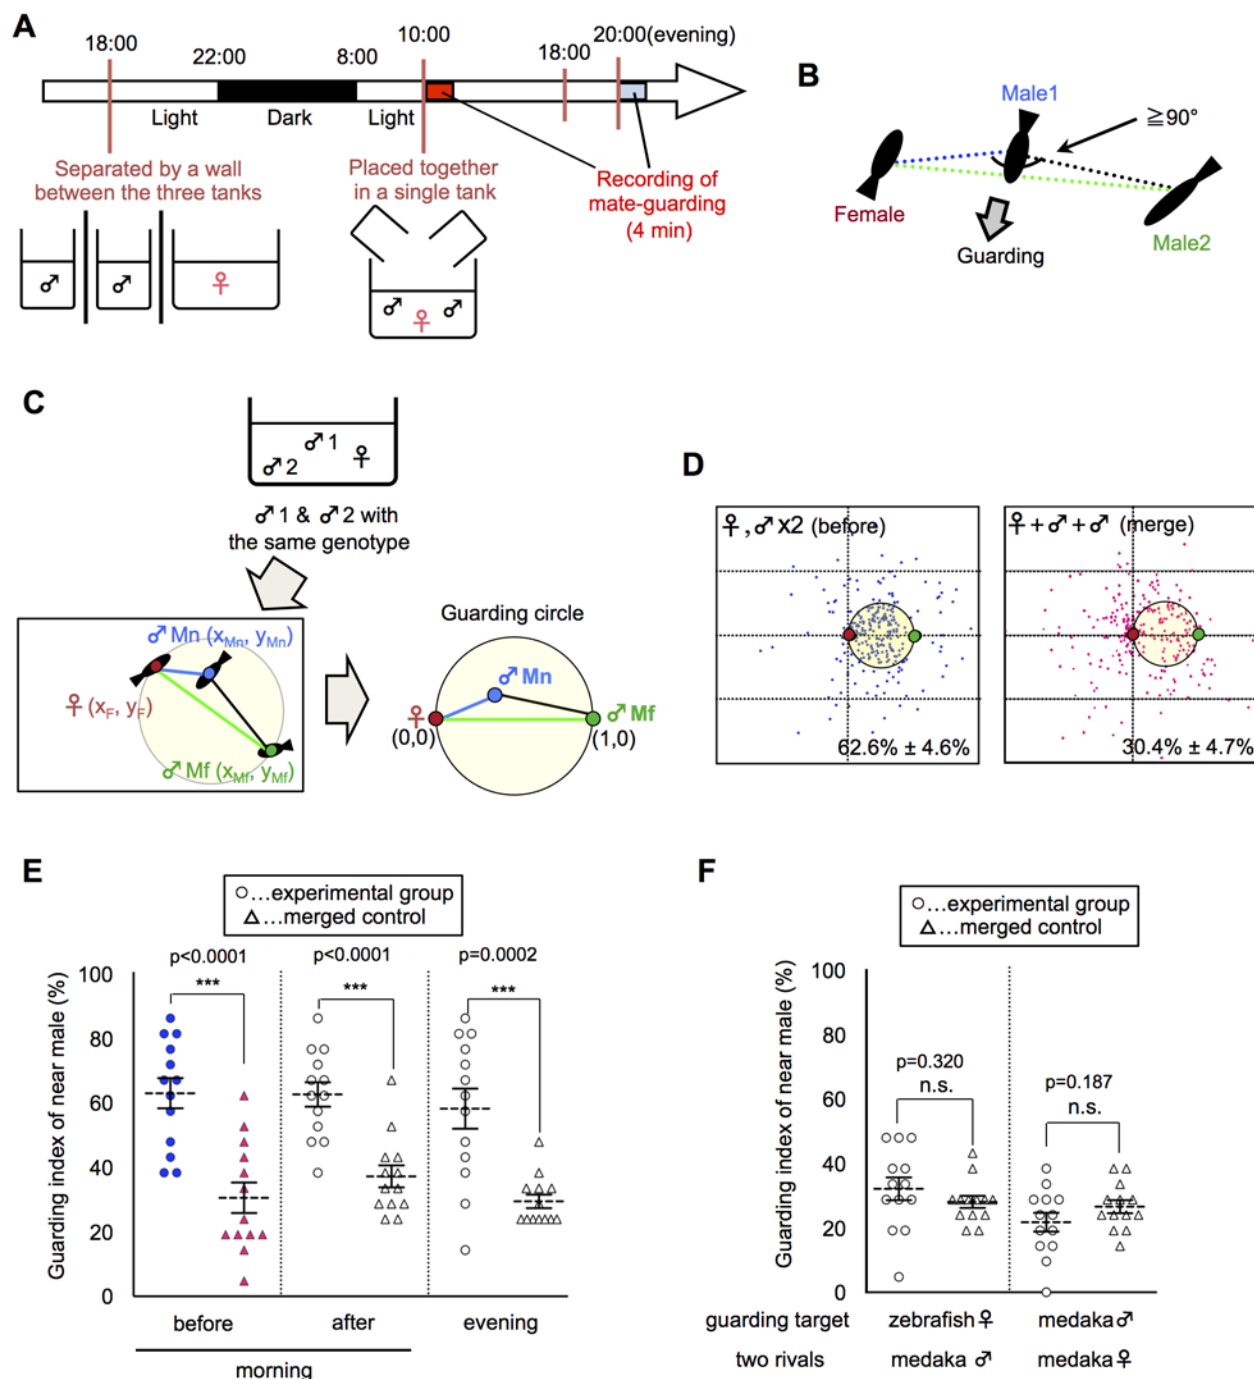 A
18:00
22:00
8:00
10:00
18:00
20:00(evening)
Light
Dark
Light
Separated by a wall
between the three tanks
♂
♂
♀
Placed together
in a single tank
♂ ♀ ♂
Recording of
mate-guarding
(4 min)
B
Male1
≧90°
Female
Male2
Guarding
C
♂1
♂2
♀
♂1 & ♂2 with
the same genotype
♂Mn (xMn, yMn)
♀ (xF, yF)
♂Mf (xMf, yMf)
Guarding circle
♂Mn
♀
♂Mf
(0,0)
(1,0)
D
♀,♂x2 (before)
62.6% ± 4.6%
♀+♂+♂ (merge)
30.4% ± 4.7%
E
○...experimental group
△...merged control
p<0.0001
p<0.0001
p=0.0002
***
***
***
Guarding index of near male (%)
100
80
60
40
20
0
before
after
evening
morning
F
○...experimental group
△...merged control
Guarding index of near male (%)
100
80
60
40
20
0
p=0.320
n.s.
p=0.187
n.s.
guarding target
zebrafish♀
medaka♂
two rivals
medaka ♂
medaka♀